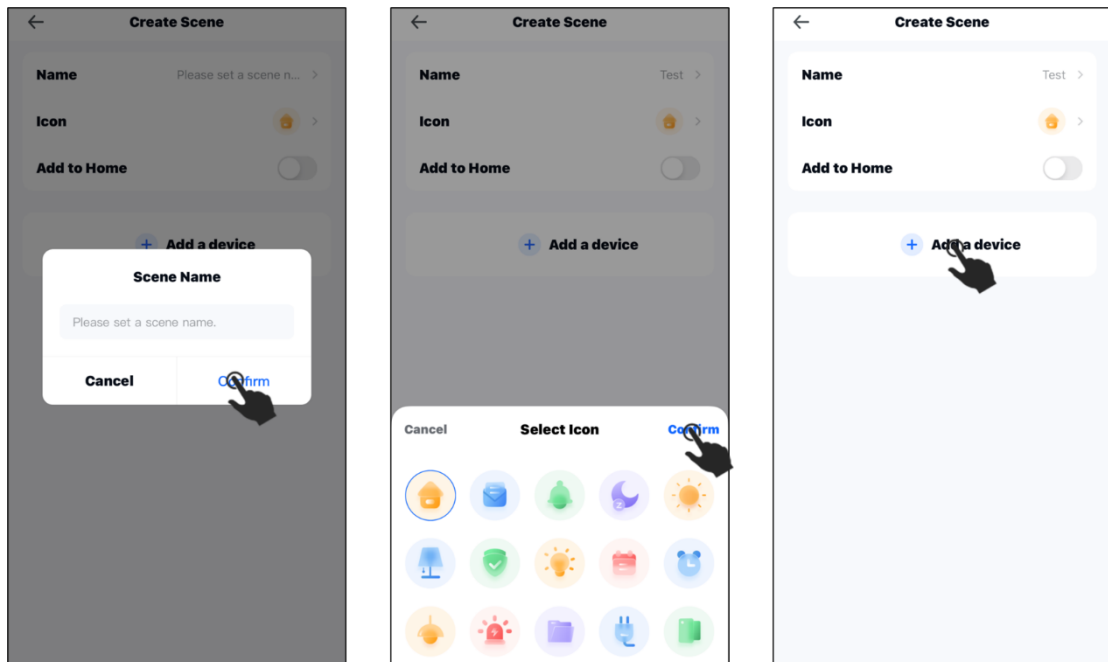 Create Scene
Name Please set a scene n...
Icon
Add to Home
Add a device
Scene Name
Please set a scene name.
Cancel Confirm
Create Scene
Name Test
Icon
Add to Home
Add a device
Cancel Select Icon Confirm
Create Scene
Name Test
Icon
Add to Home
Add a device